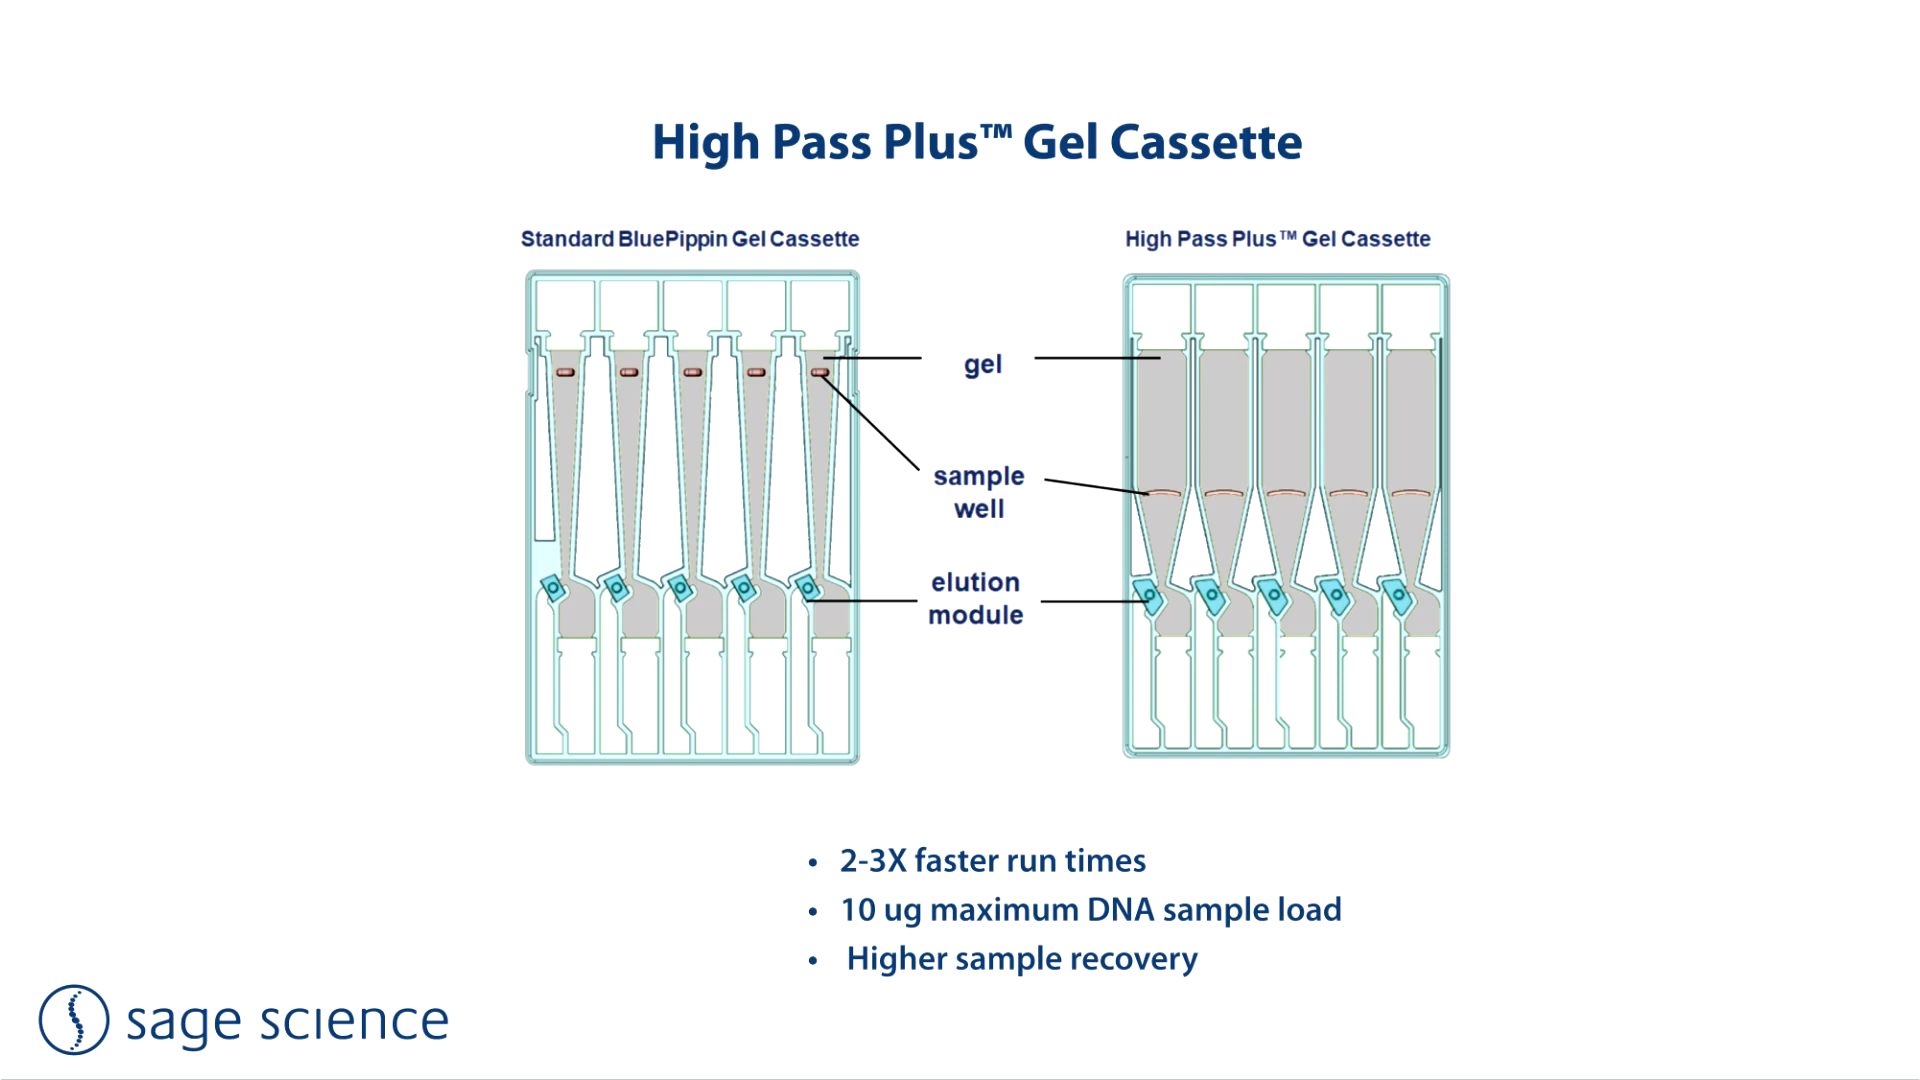 High Pass Plus™ Gel Cassette
Standard BluePippin Gel Cassette
High Pass Plus™ Gel Cassette
gel
sample
well
elution
module
• 2-3X faster run times
• 10 ug maximum DNA sample load
• Higher sample recovery
sage science